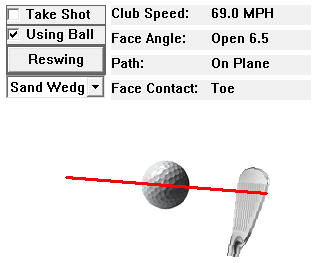 Take Shot
Using Ball
Reswing
Sand Wedg
Club Speed: 69.0 MPH
Face Angle: Open 6.5
Path: On Plane
Face Contact: Toe